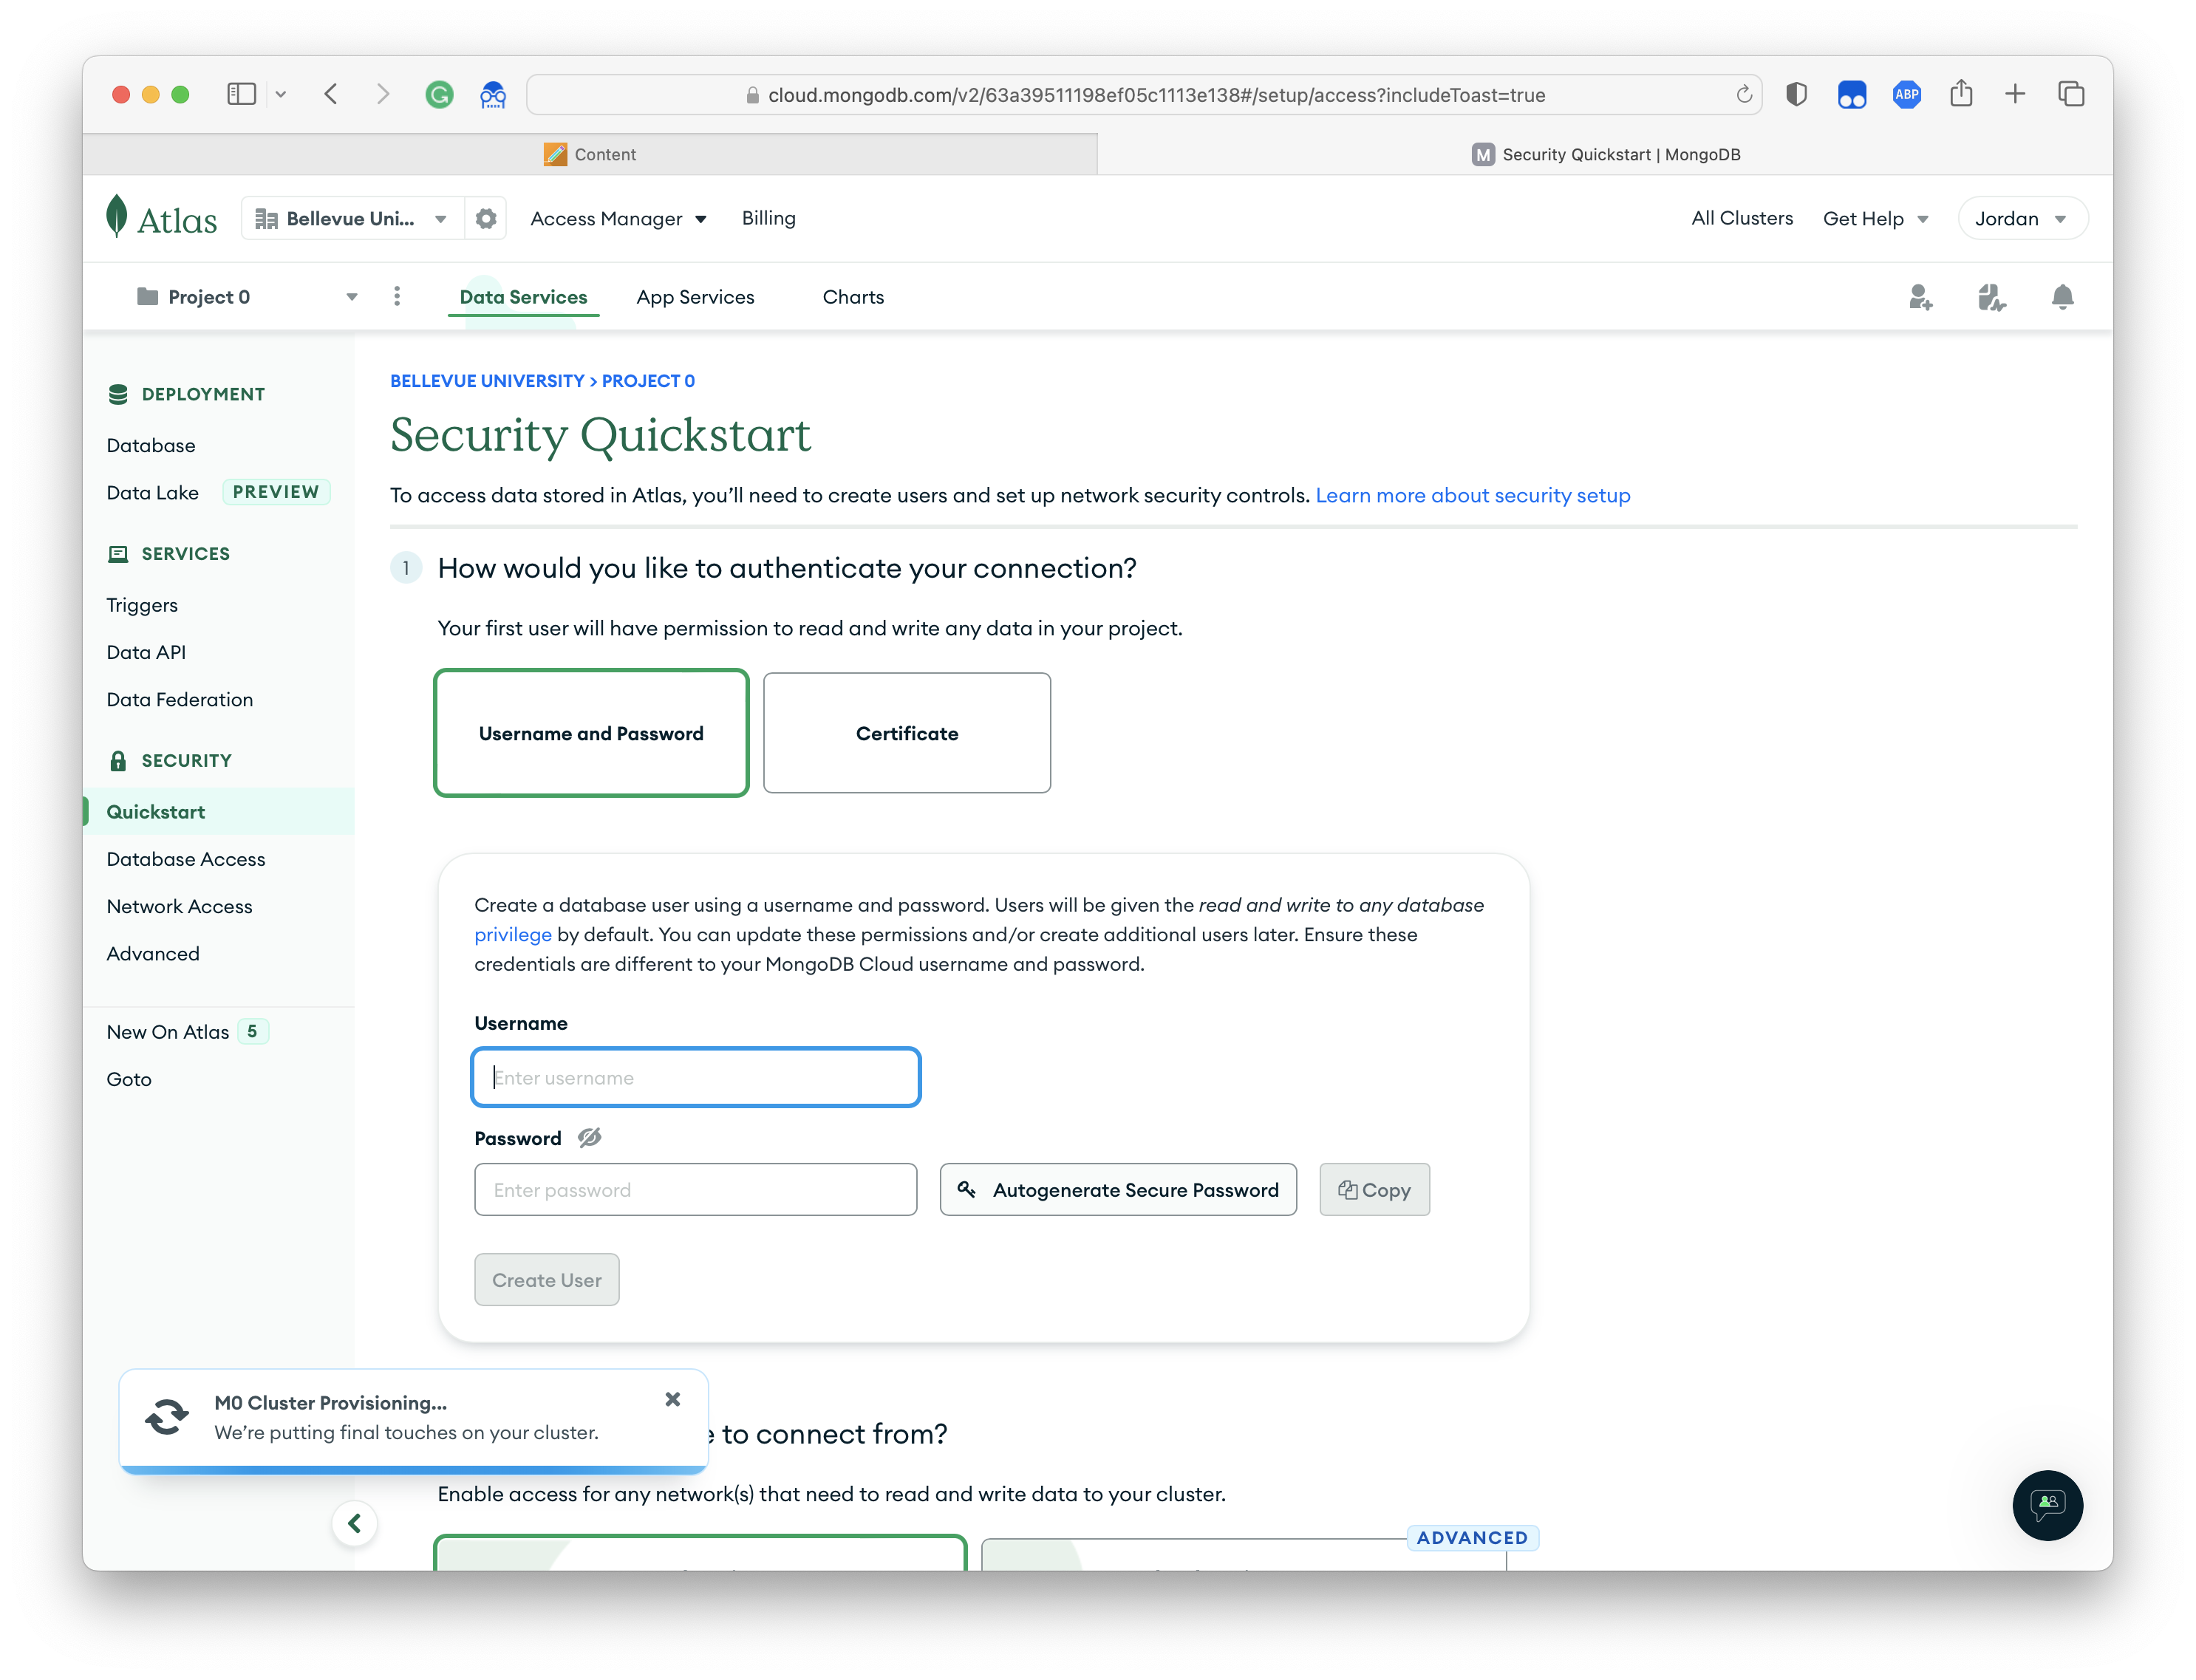 cloud.mongodb.com/v2/63a39511198ef05c1113e138#/setup/access?includeToast=true
ABP
Content
M Security Quickstart | MongoDB
Atlas
Bellevue Uni...
Access Manager
Billing
All Clusters
Get Help
Jordan
Project 0
Data Services
App Services
Charts
DEPLOYMENT
Database
Data Lake PREVIEW
SERVICES
Triggers
Data API
Data Federation
SECURITY
Quickstart
Database Access
Network Access
Advanced
New On Atlas 5
Goto
BELLEVUE UNIVERSITY > PROJECT 0
Security Quickstart
To access data stored in Atlas, you’ll need to create users and set up network security controls. Learn more about security setup
1 How would you like to authenticate your connection?
Your first user will have permission to read and write any data in your project.
Username and Password
Certificate
Create a database user using a username and password. Users will be given the read and write to any database
privilege by default. You can update these permissions and/or create additional users later. Ensure these
credentials are different to your MongoDB Cloud username and password.
Username
Enter username
Password
Enter password
Autogenerate Secure Password
Copy
Create User
M0 Cluster Provisioning...
We’re putting final touches on your cluster.
to connect from?
Enable access for any network(s) that need to read and write data to your cluster.
ADVANCED